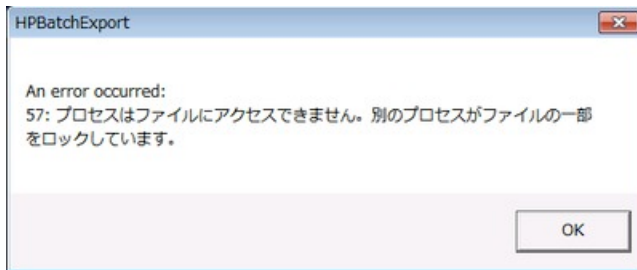 HPBatchExport
An error occurred:
57: プロセスはファイルにアクセスできません。別のプロセスがファイルの一部
をロックしています。
OK